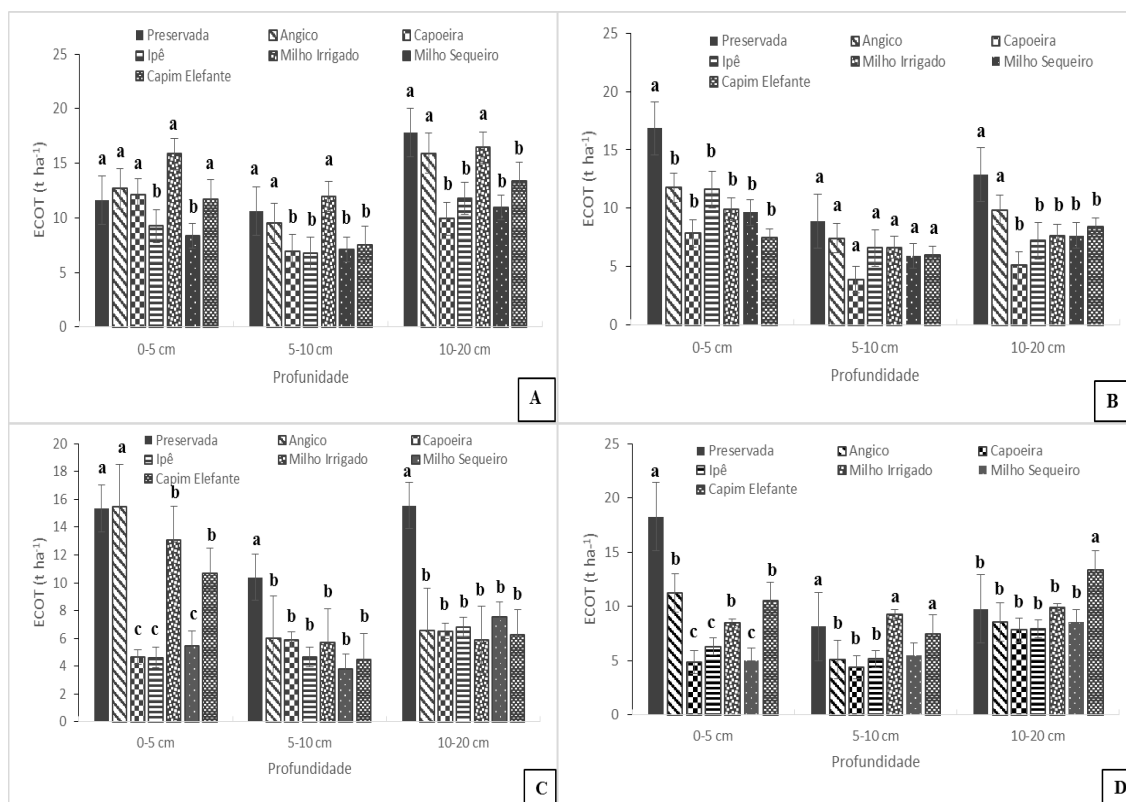 Preservada Angico Capoeira
Ipê Milho Irrigado Milho Sequeiro
Capim Elefante
ECOT (t ha⁻¹)
25
20
15
10
5
0
a a a b a b a
a a b b a b b
a a b b a b b
0-5 cm 5-10 cm 10-20 cm
Profunidade
A
Preservada Angico Capoeira
Ipê Milho Irrigado Milho Sequeiro
Capim Elefante
ECOT (t ha⁻¹)
25
20
15
10
5
0
a b b b b b b
a a a a a a a
a a b b b b b
0-5 cm 5-10 cm 10-20 cm
Profundidade
B
Preservada Angico Capoeira
Ipê Milho Irrigado Milho Sequeiro
Capim Elefante
ECOT (t ha⁻¹)
20
18
16
14
12
10
8
6
4
2
0
a a c c b c b
a b b b b b b
a b b b b b b
0-5 cm 5-10 cm 10-20 cm
Profundidade
C
Preservada Angico Capoeira
Ipê Milho Irrigado Milho Sequeiro
Capim Elefante
ECOT (t ha⁻¹)
25
20
15
10
5
0
a b c c b c b
a b b b a b a
b b b b b b a
0-5 cm 5-10 cm 10-20 cm
Profundidade
D